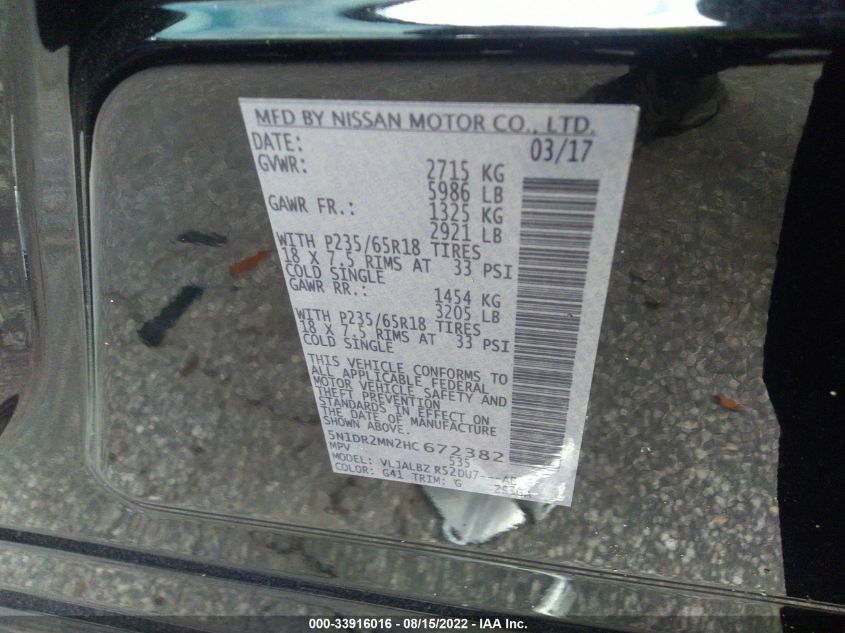 MFD BY NISSAN MOTOR CO., LTD.
DATE: 03/17
GVWR: 2715 KG
5986 LB
GAWR FR.: 1325 KG
2921 LB
WITH P235/65R18 TIRES
18 X 7.5 RIMS AT 33 PSI
COLD SINGLE
GAWR RR.: 1454 KG
3205 LB
WITH P235/65R18 TIRES
18 X 7.5 RIMS AT 33 PSI
COLD SINGLE
THIS VEHICLE CONFORMS TO
ALL APPLICABLE FEDERAL
MOTOR VEHICLE SAFETY AND
THEFT PREVENTION
STANDARDS IN EFFECT ON
THE DATE OF MANUFACTURE
SHOWN ABOVE.
5N1DR2MN2HC672382
MPV 535
MODEL: VLJALBZ R52DU7
COLOR: G41 TRIM: G
000-33916016 - 08/15/2022 - IAA Inc.